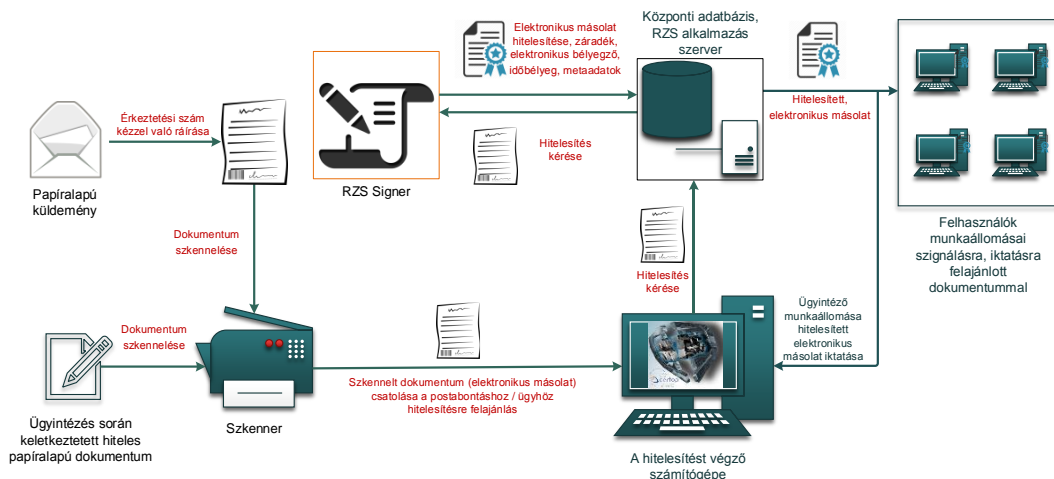 Elektronikus másolat
hitelesítése, záradék,
elektronikus bélyegző,
időbélyeg, metaadatok
Központi adatbázis,
RZS alkalmazás
szerver
Érkeztetési szám
kézzel való ráírása
Hitelesítés
kérése
Hitelesített,
elektronikus másolat
Papíralapú
küldemény
RZS Signer
Dokumentum
szkennelése
Hitelesítés
kérése
Felhasználók
munkaállomásai
szignálásra, iktatásra
felajánlott
dokumentummal
Dokumentum
szkennelése
Ügyintéző
munkaállomása
hitelesített
elektronikus
másolat iktatása
Szkennelt dokumentum (elektronikus másolat)
csatolása a postabontáshoz / ügyhöz
hitelesítésre felajánlás
Ügyintézés során
keletkeztetett hiteles
papíralapú dokumentum
Szkenner
A hitelesítést végző
számítógépe